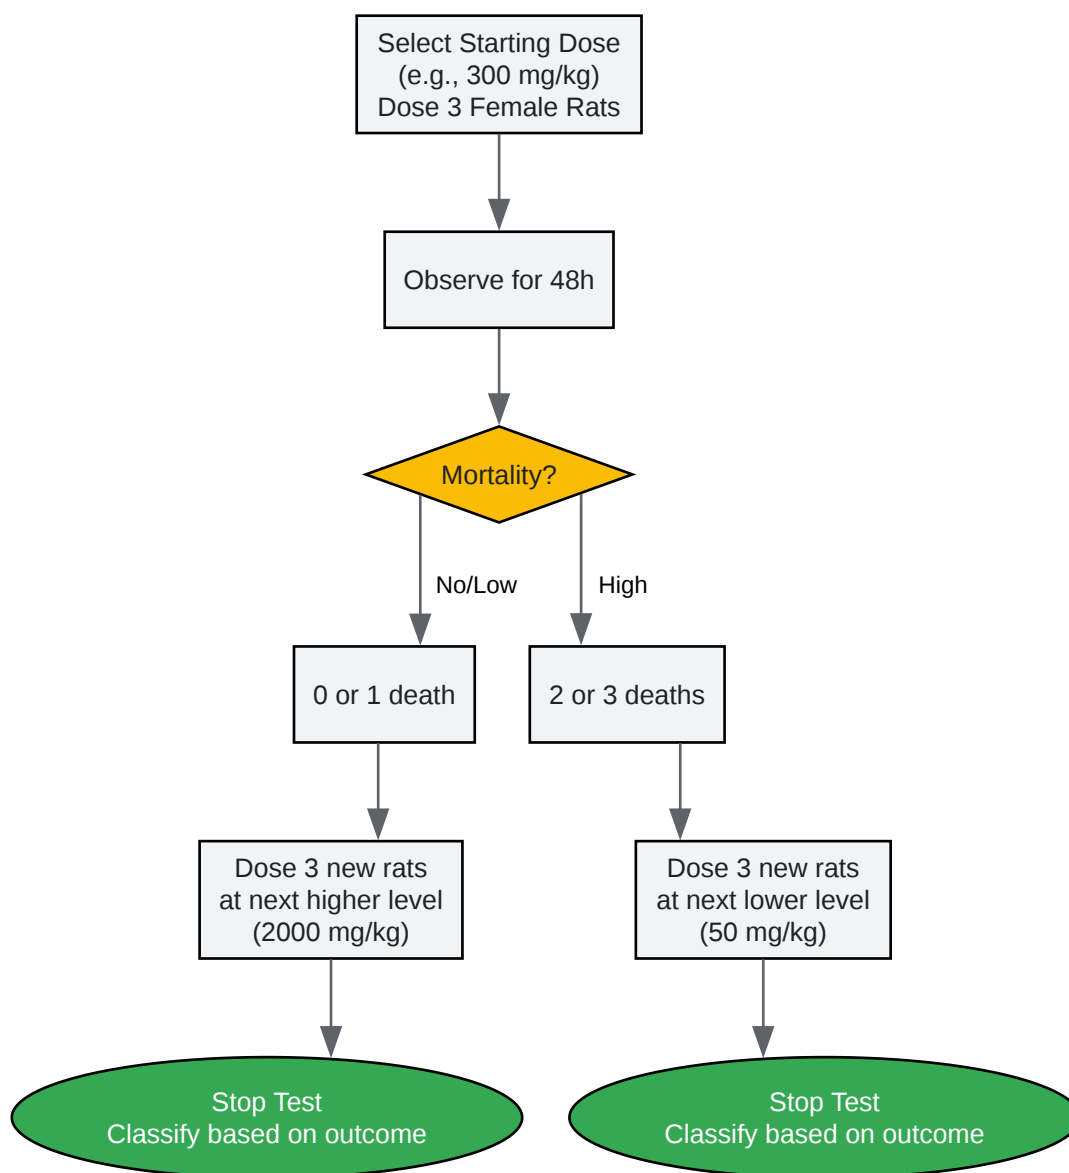 Select Starting Dose
(e.g., 300 mg/kg)
Dose 3 Female Rats
Observe for 48h
Mortality?
No/Low
High
0 or 1 death
2 or 3 deaths
Dose 3 new rats
at next higher level
(2000 mg/kg)
Dose 3 new rats
at next lower level
(50 mg/kg)
Stop Test
Classify based on outcome
Stop Test
Classify based on outcome